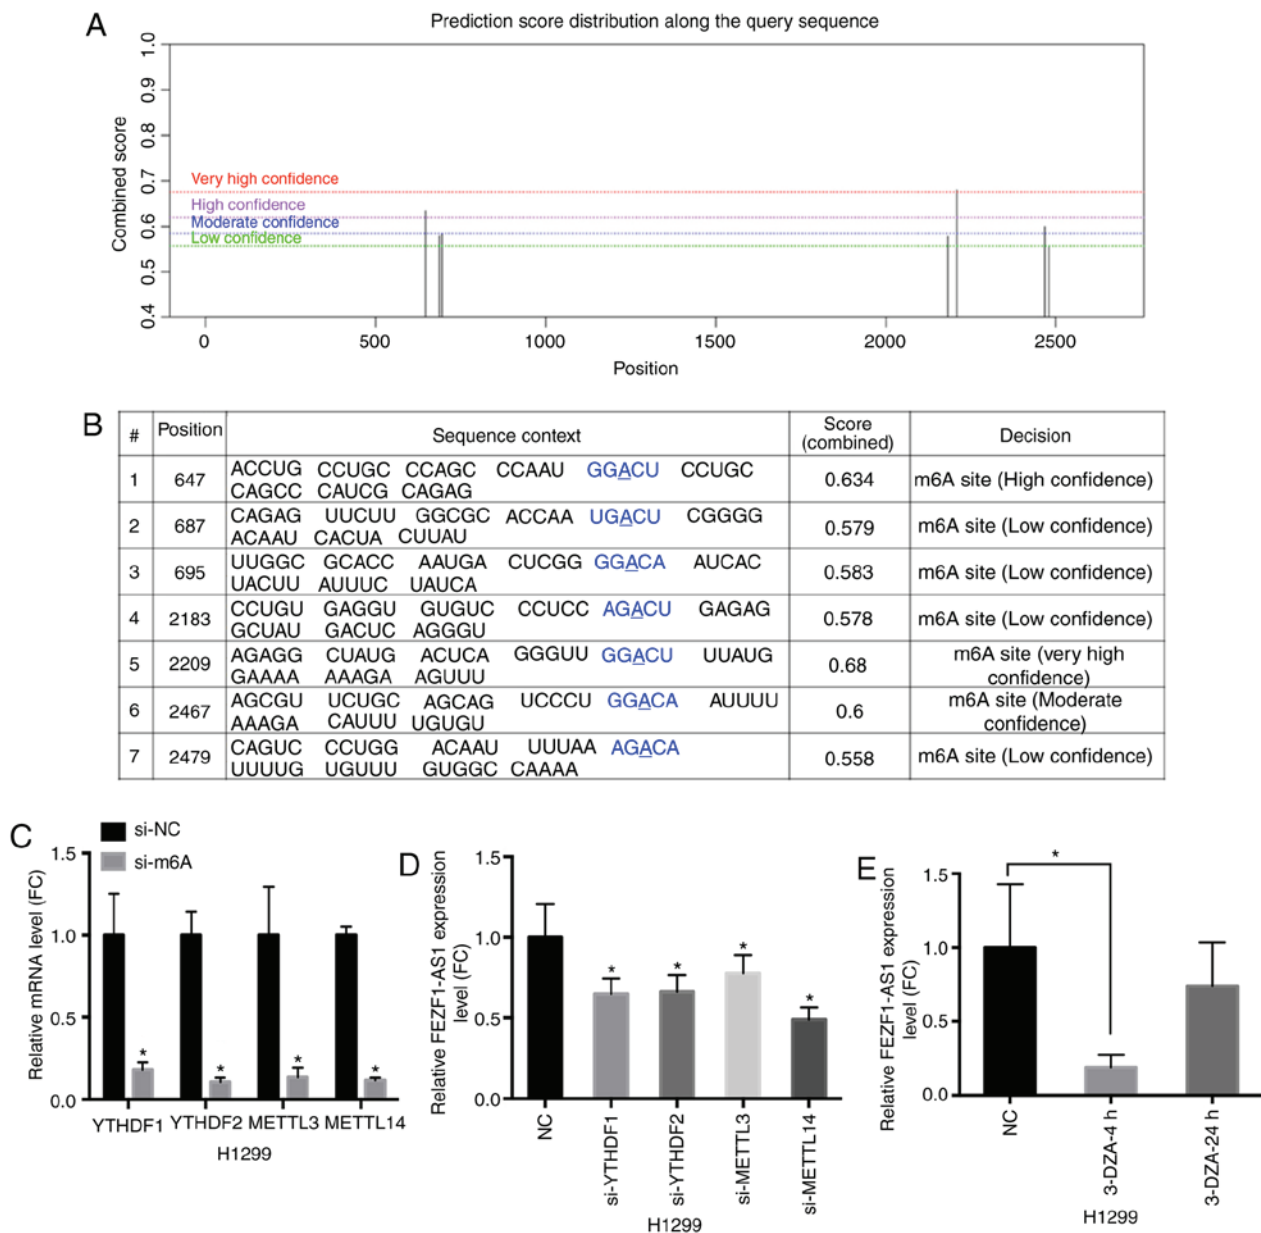 A
Prediction score distribution along the query sequence
Combined score
1.0
0.9
0.8
0.7
0.6
0.5
0.4
Very high confidence
High confidence
Moderate confidence
Low confidence
0 500 1000 1500 2000 2500
Position
B
# Position Sequence context Score (combined) Decision
1 647 ACCUG CCUGC CCAGC CCAAU GGACU CCUGC 0.634 m6A site (High confidence)
CAGCC CAUCG CAGAG
2 687 CAGAG UUCUU GGCGC ACCAA UGACU CGGGG 0.579 m6A site (Low confidence)
ACAAU CACUA CUUAU
3 695 UUGGC GCACC AAUGA CUCGG GGACA AUCAC 0.583 m6A site (Low confidence)
UACUU AUUUC UAUCA
4 2183 CCUGU GAGGU GUGUC CCUCC AGACU GAGAG 0.578 m6A site (Low confidence)
GCUAU GACUC AGGGU
5 2209 AGAGG CUAUG ACUCA GGGUU GGACU UUAUG 0.68 m6A site (very high confidence)
GAAAA AAAGA AGUUU
6 2467 AGCGU UCUGC AGCAG UCCCU GGACA AUUUU 0.6 m6A site (Moderate confidence)
AAAGA CAUUU UGUGU
7 2479 CAGUC CCUGG ACAAU UUUAA AGACA 0.558 m6A site (Low confidence)
UUUUG UGUUU GUGGC CAAAA
C
si-NC
si-m6A
Relative mRNA level (FC)
1.5
1.0
0.5
0.0
* * * *
YTHDF1 YTHDF2 METTL3 METTL14
H1299
D
Relative FEZF1-AS1 expression
level (FC)
1.5
1.0
0.5
0.0
* * * *
NC
si-YTHDF1
si-YTHDF2
si-METTL3
si-METTL14
H1299
E
Relative FEZF1-AS1 expression
level (FC)
1.5
1.0
0.5
0.0
*
NC
3-DZA-4 h
3-DZA-24 h
H1299